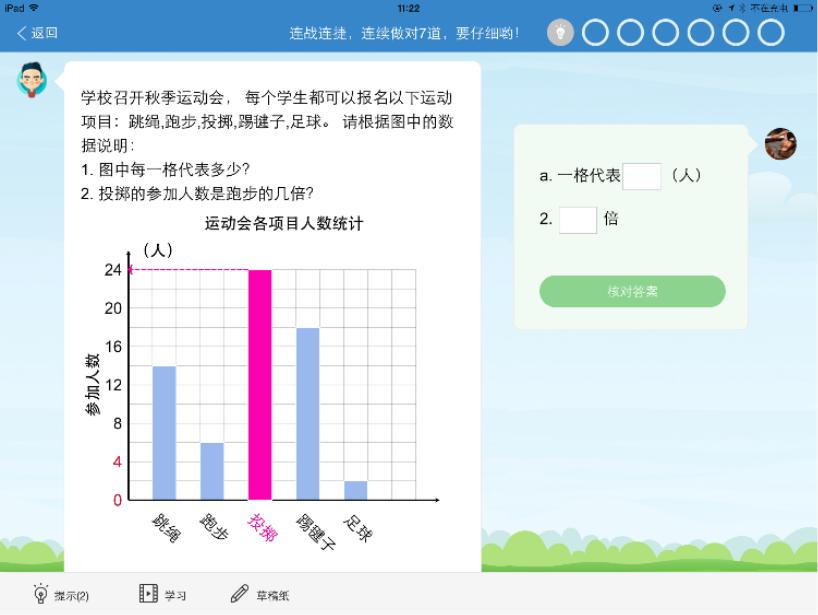 iPad
11:22
不在充电
返回
连战连捷，连续做对7道，要仔细哟！
学校召开秋季运动会， 每个学生都可以报名以下运动
项目：跳绳,跑步,投掷,踢毽子,足球。 请根据图中的数
据说明：
1. 图中每一格代表多少？
2. 投掷的参加人数是跑步的几倍？
运动会各项目人数统计
（人）
24
20
16
12
8
4
0
参加人数
跳绳
跑步
投掷
踢毽子
足球
a. 一格代表 （人）
2. 倍
核对答案
提示(2)
学习
草稿纸